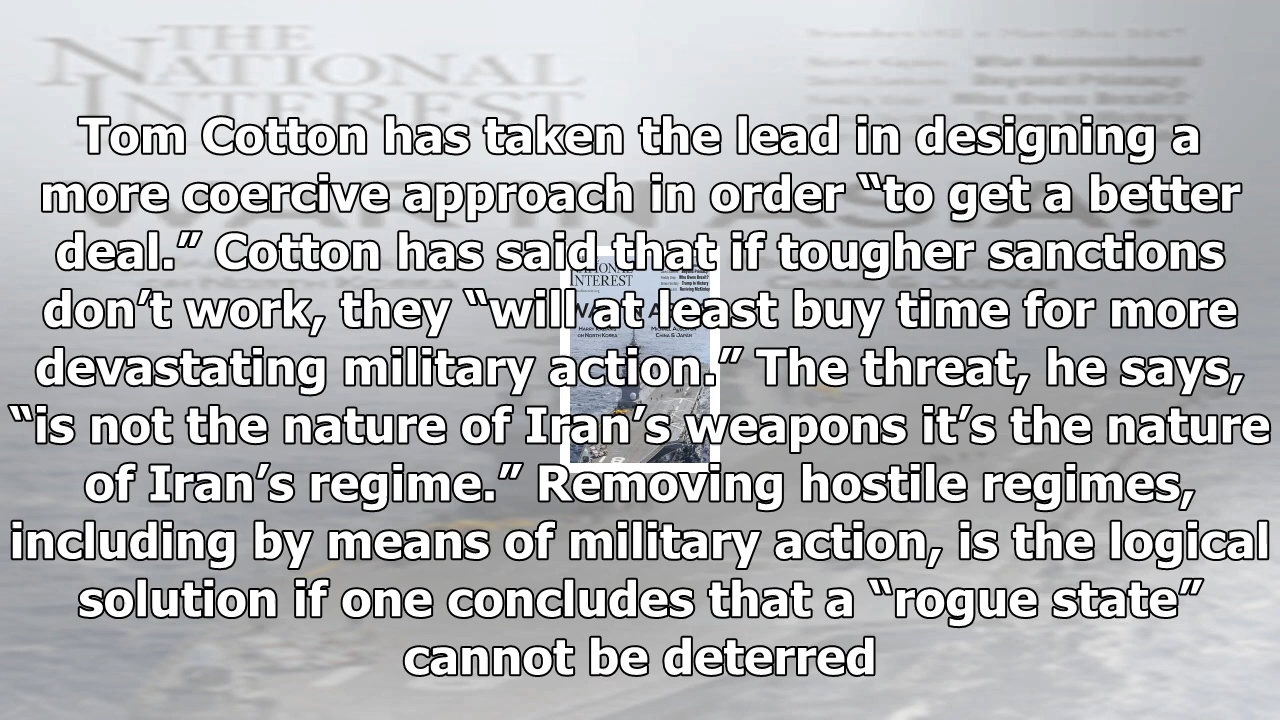 THE
NATIONAL
INTEREST
Tom Cotton has taken the lead in designing a
more coercive approach in order “to get a better
deal.” Cotton has said that if tougher sanctions
don’t work, they “will at least buy time for more
devastating military action.” The threat, he says,
“is not the nature of Iran’s weapons it’s the nature
of Iran’s regime.” Removing hostile regimes,
including by means of military action, is the logical
solution if one concludes that a “rogue state”
cannot be deterred